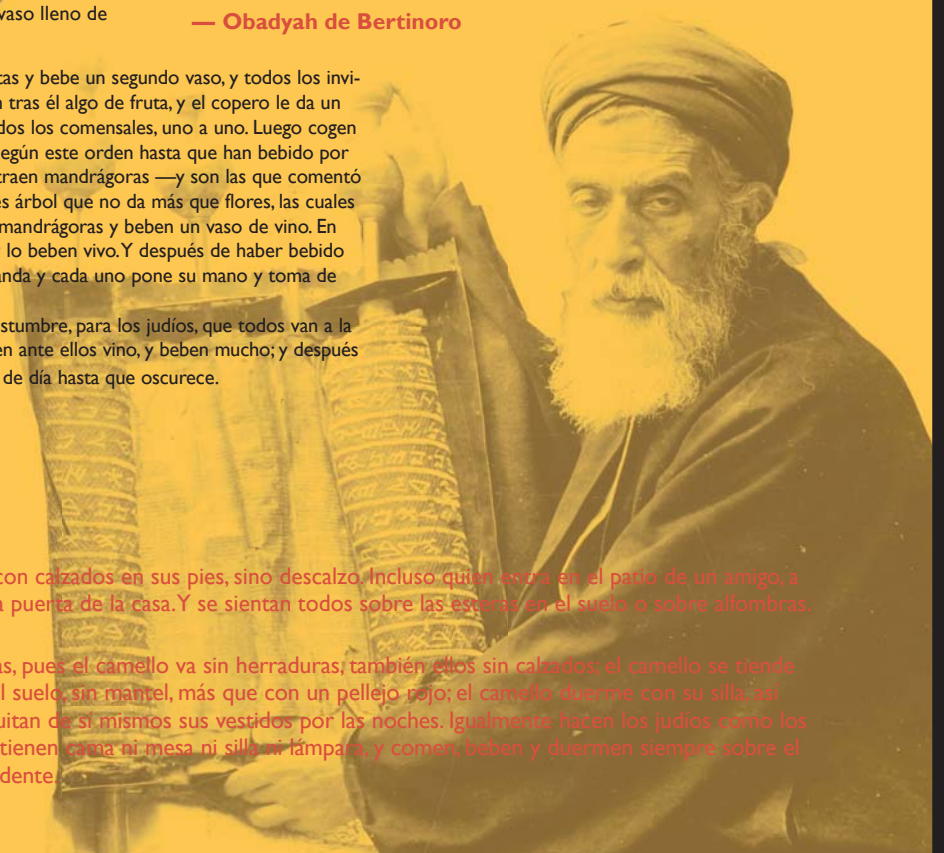 vaso lleno de
— Obadyah de Bertinoro
tas y bebe un segundo vaso, y todos los invi-
n tras él algo de fruta, y el copero le da un
dos los comensales, uno a uno. Luego cogen
egún este orden hasta que han bebido por
traen mandrágoras —y son las que comentó
es árbol que no da más que flores, las cuales
mandrágoras y beben un vaso de vino. En
lo beben vivo. Y después de haber bebido
anda y cada uno pone su mano y toma de
stumbre, para los judíos, que todos van a la
en ante ellos vino, y beben mucho; y después
de día hasta que oscurece.
con calzados en sus pies, sino descalzo. Incluso quien entra en el patio de un amigo, a
a puerta de la casa. Y se sientan todos sobre las esteras en el suelo o sobre alfombras.
as, pues el camello va sin herraduras, también ellos sin calzados; el camello se tiende
l suelo, sin mantel, más que con un pellejo rojo; el camello duerme con su silla, así
uitan de sí mismos sus vestidos por las noches. Igualmente hacen los judíos como los
tienen cama ni mesa ni silla ni lámpara, y comen, beben y duermen siempre sobre el
dente.